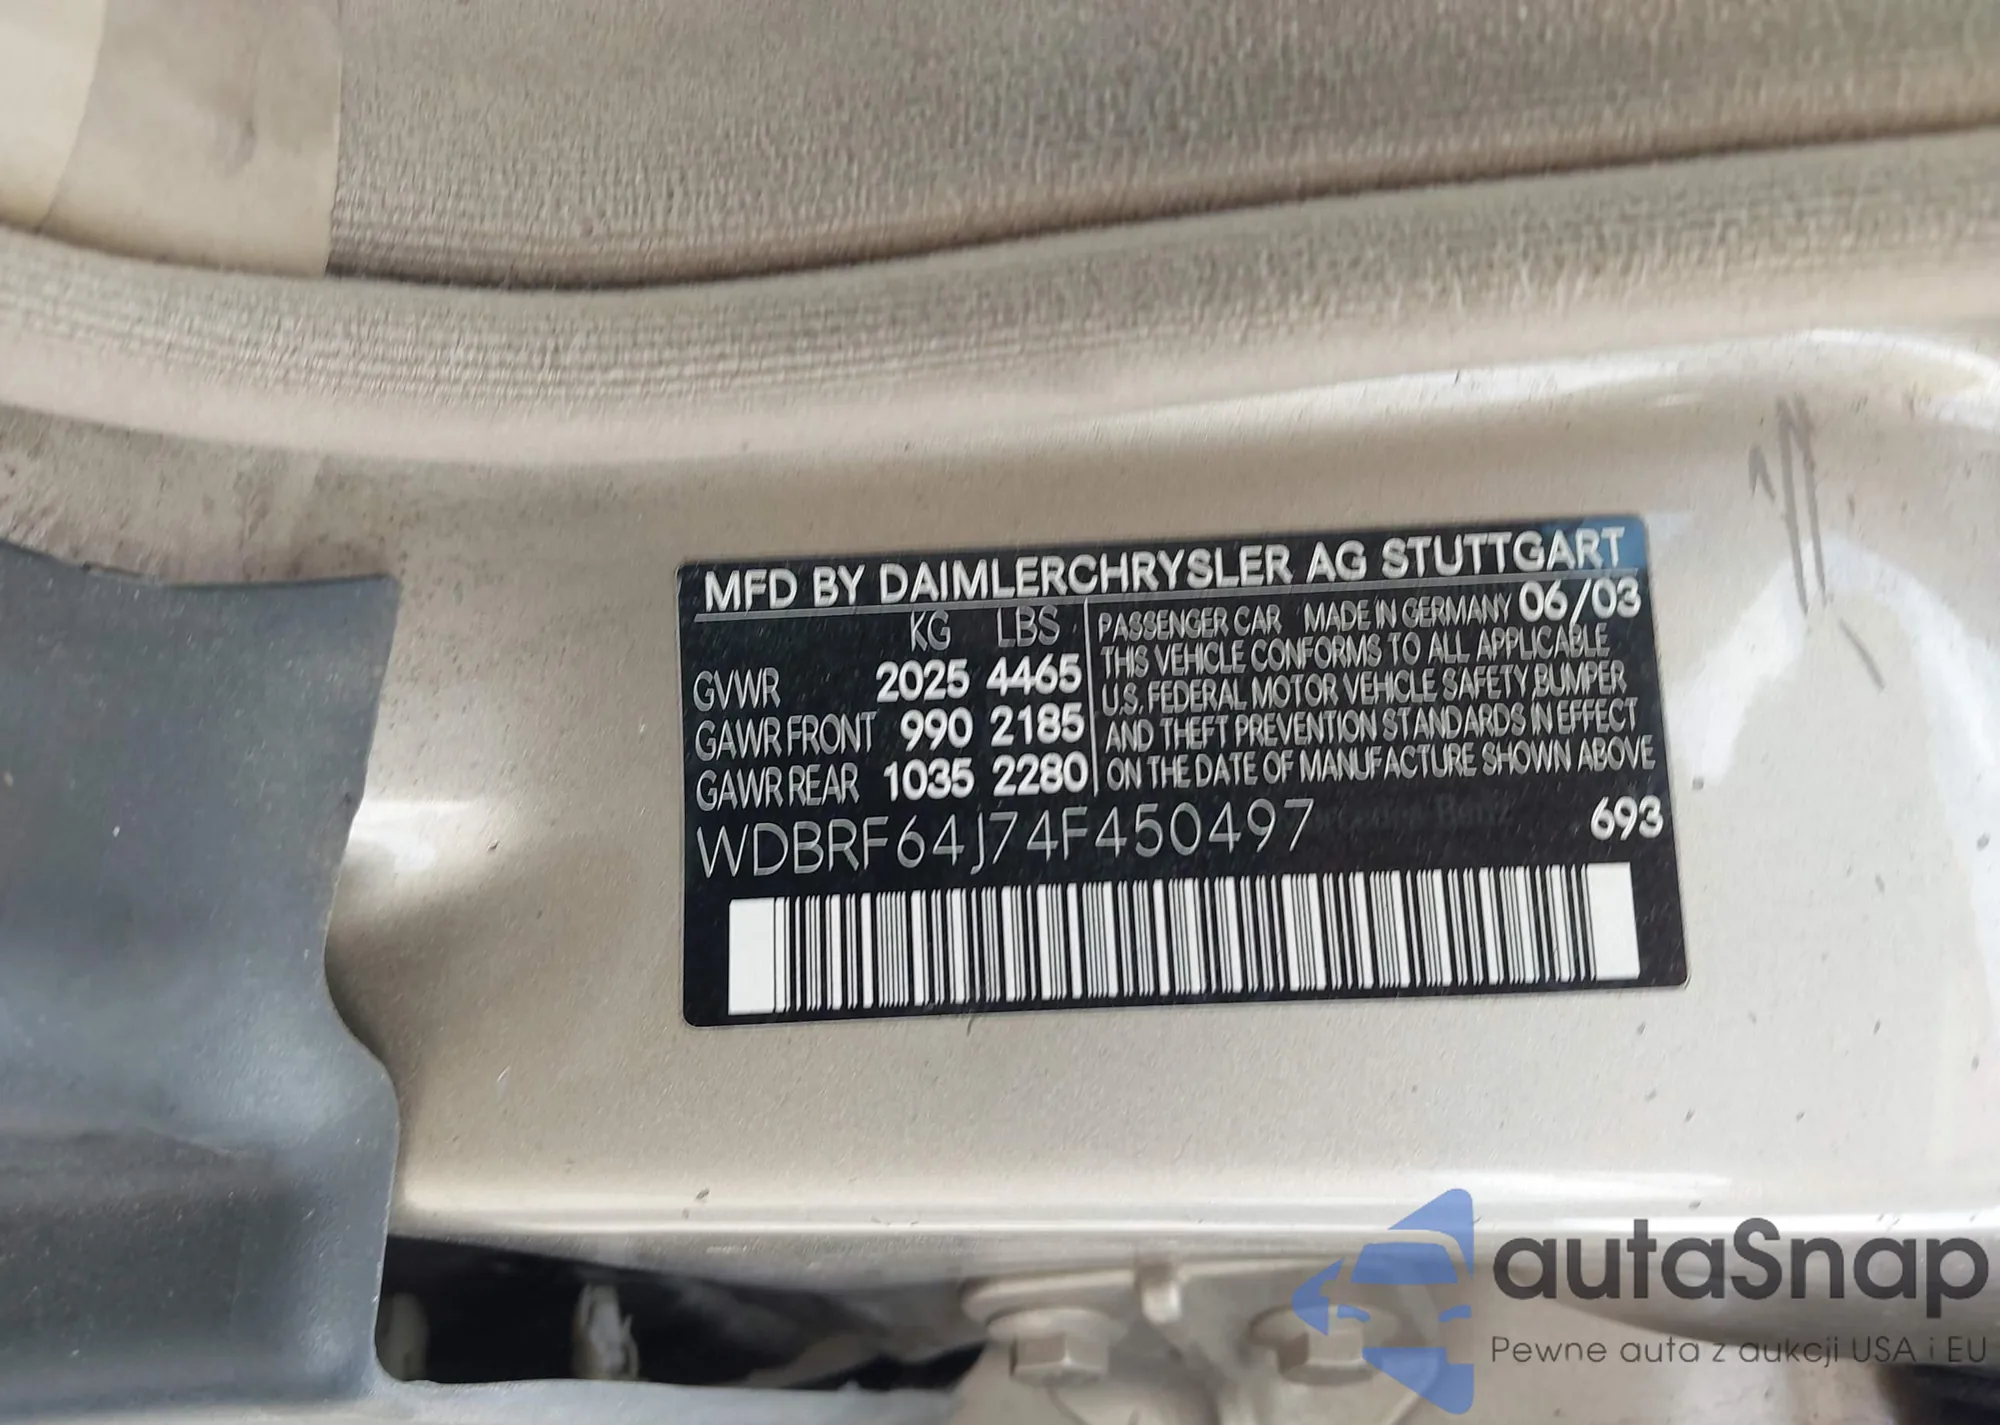 MFD BY DAIMLERCHRYSLER AG STUTTGART
KG LBS
GVWR 2025 4465
GAWR FRONT 990 2185
GAWR REAR 1035 2280
PASSENGER CAR MADE IN GERMANY 06/03
THIS VEHICLE CONFORMS TO ALL APPLICABLE
U.S. FEDERAL MOTOR VEHICLE SAFETY,BUMPER
AND THEFT PREVENTION STANDARDS IN EFFECT
ON THE DATE OF MANUFACTURE SHOWN ABOVE
WDBRF64J74F450497 693
autaSnap
Pewne auta z aukcji USA i EU